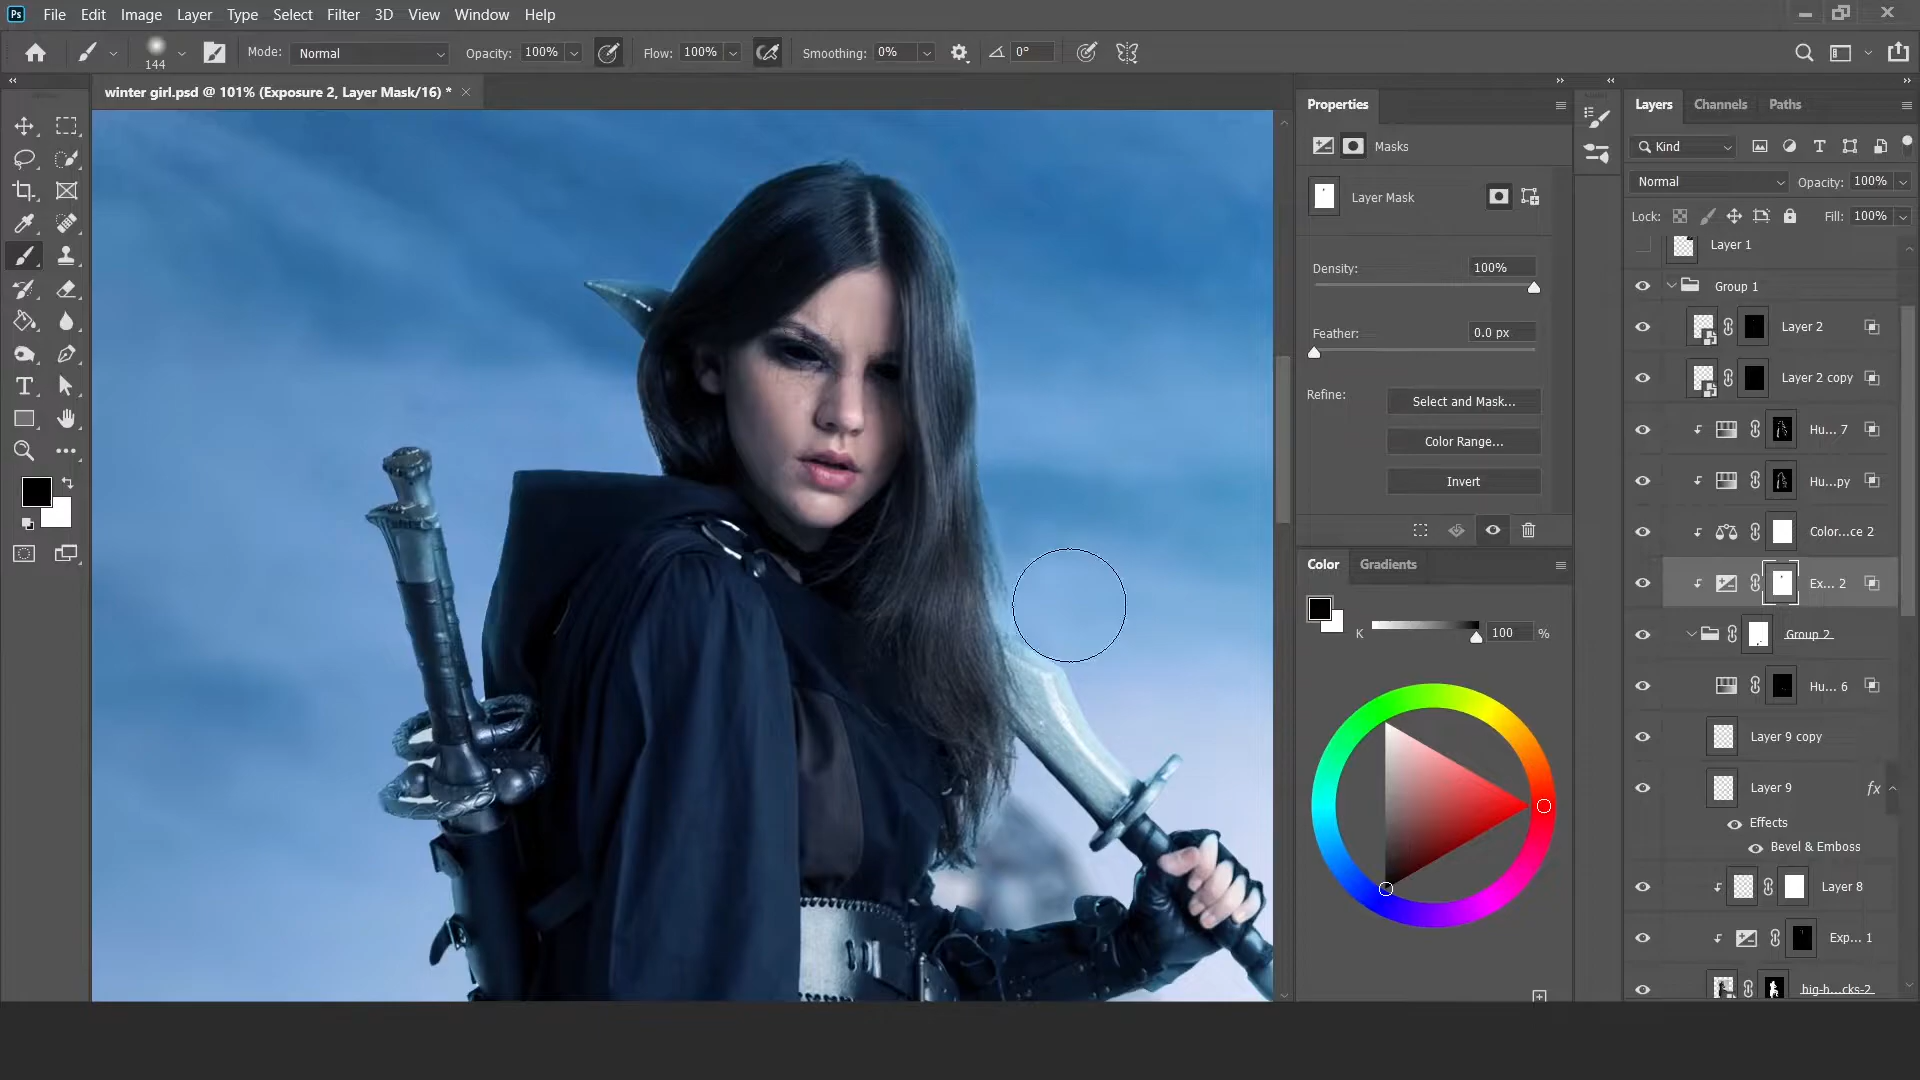 Ps File Edit Image Layer Type Select Filter 3D View Window Help
144 Mode: Normal Opacity: 100% Flow: 100% Smoothing: 0% 0°
winter girl.psd @ 101% (Exposure 2, Layer Mask/16) *
Properties
Masks
Layer Mask
Density: 100%
Feather: 0.0 px
Refine:
Select and Mask...
Color Range...
Invert
Color Gradients
K 100 %
Layers Channels Paths
Kind
Normal Opacity: 100%
Lock: Fill: 100%
Layer 1
Group 1
Layer 2
Layer 2 copy
Hu... 7
Hu...py
Color...ce 2
Ex... 2
Group 2
Hu... 6
Layer 9 copy
Layer 9 fx
Effects
Bevel & Emboss
Layer 8
Exp... 1
big-b...cks-2